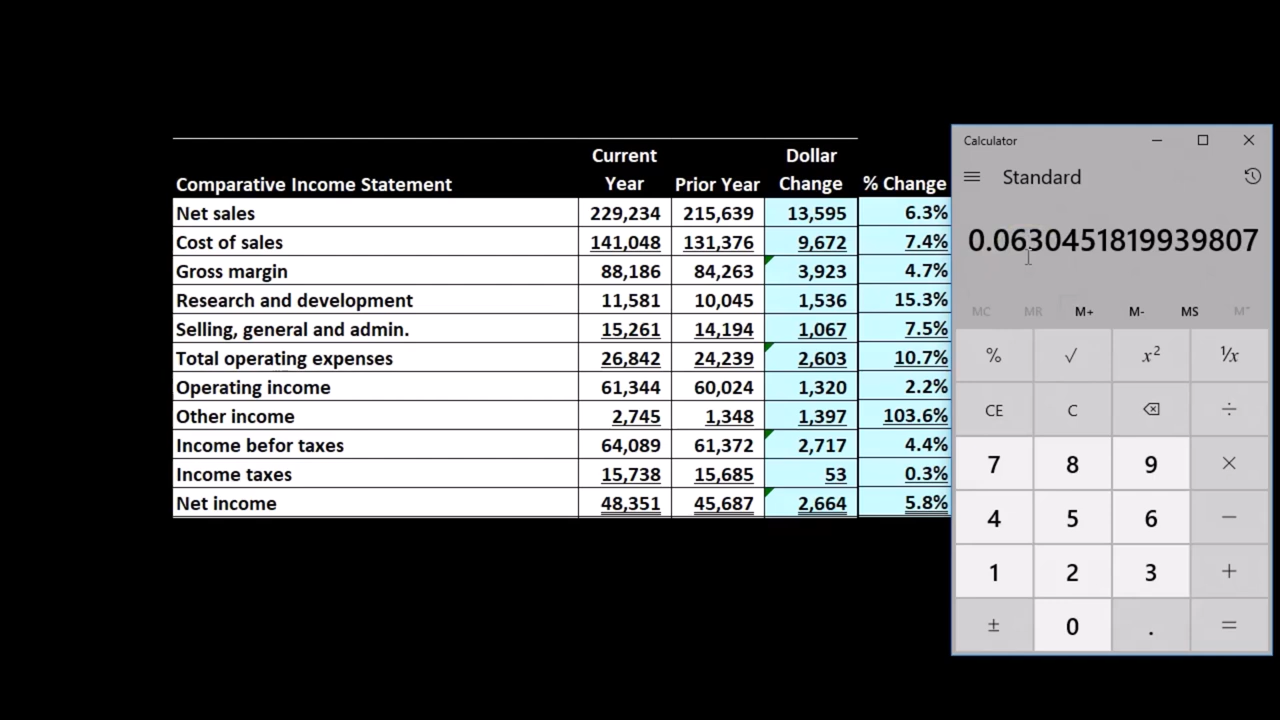 Current Dollar
Comparative Income Statement Year Prior Year Change % Change
Net sales 229,234 215,639 13,595 6.3%
Cost of sales 141,048 131,376 9,672 7.4%
Gross margin 88,186 84,263 3,923 4.7%
Research and development 11,581 10,045 1,536 15.3%
Selling, general and admin. 15,261 14,194 1,067 7.5%
Total operating expenses 26,842 24,239 2,603 10.7%
Operating income 61,344 60,024 1,320 2.2%
Other income 2,745 1,348 1,397 103.6%
Income befor taxes 64,089 61,372 2,717 4.4%
Income taxes 15,738 15,685 53 0.3%
Net income 48,351 45,687 2,664 5.8%
Calculator
Standard
0.0630451819939807
MC MR M+ M- MS M˅
% √ x² ¹/x
CE C ⌫ ÷
7 8 9 ×
4 5 6 −
1 2 3 +
± 0 . =